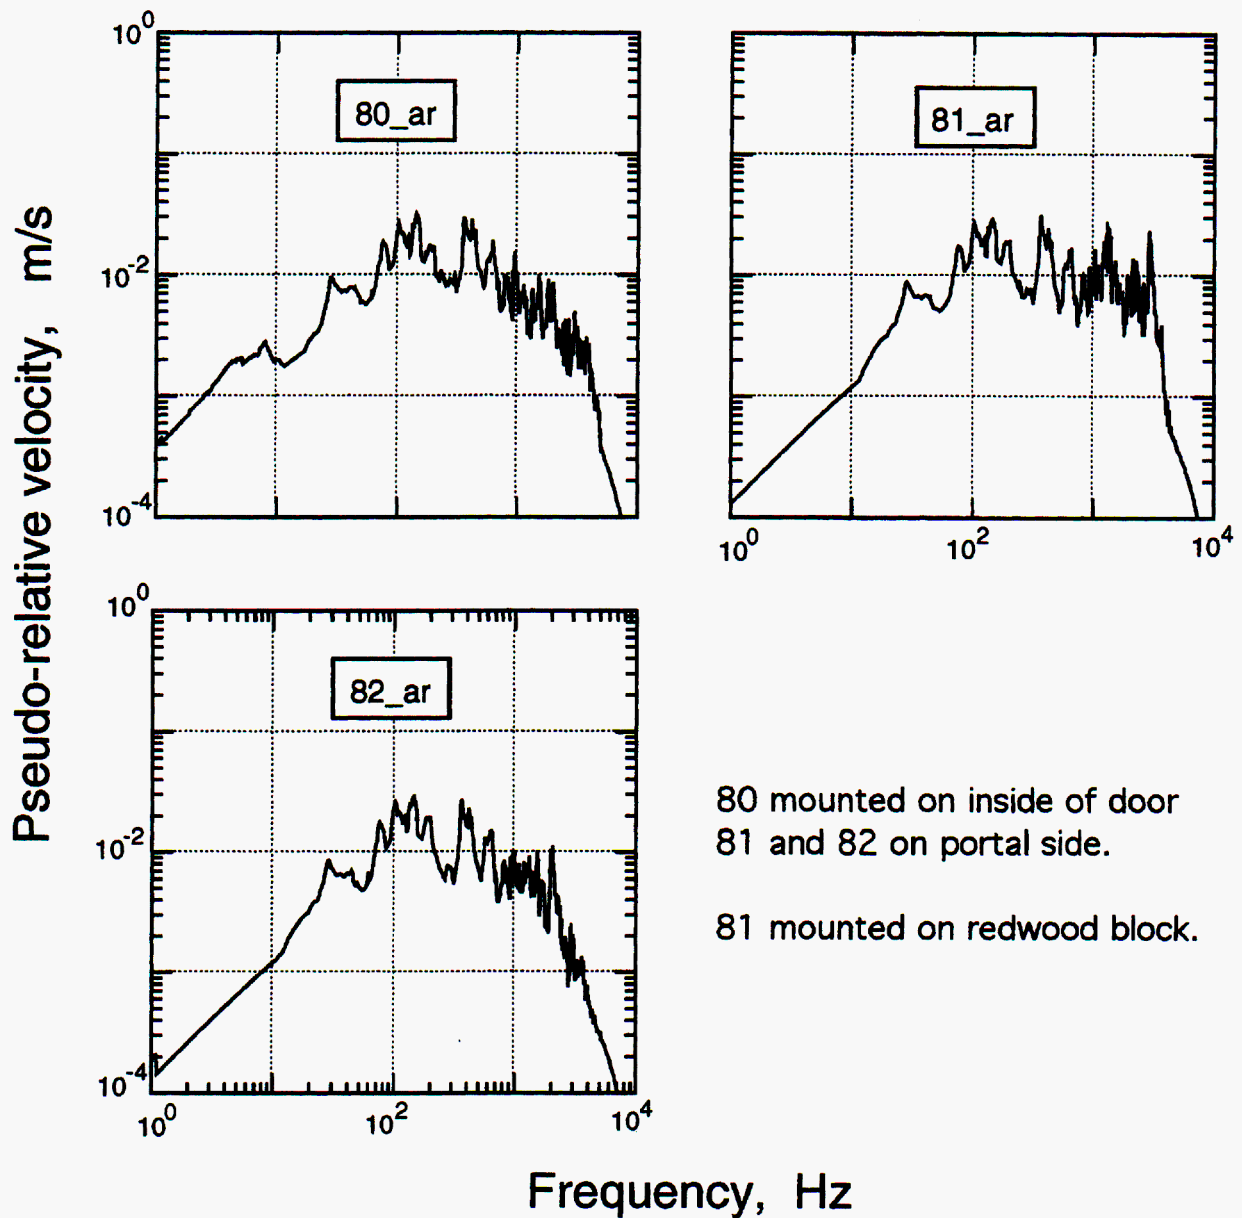 Pseudo-relative velocity, m/s
10^0
80_ar
10^-2
10^-4
81_ar
10^0
10^2
10^4
10^0
82_ar
10^-2
10^-4
10^0
10^2
10^4
80 mounted on inside of door
81 and 82 on portal side.
81 mounted on redwood block.
Frequency, Hz